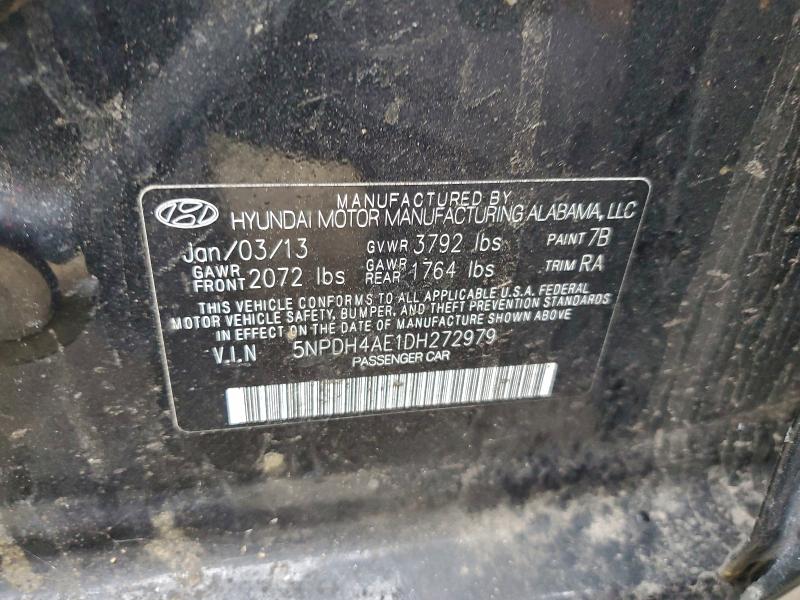 MANUFACTURED BY
HYUNDAI MOTOR MANUFACTURING ALABAMA, LLC
Jan/03/13 GVWR 3792 lbs PAINT 7B
GAWR FRONT 2072 lbs GAWR REAR 1764 lbs TRIM RA
THIS VEHICLE CONFORMS TO ALL APPLICABLE U.S.A. FEDERAL
MOTOR VEHICLE SAFETY, BUMPER, AND THEFT PREVENTION STANDARDS
IN EFFECT ON THE DATE OF MANUFACTURE SHOWN ABOVE
V.I.N 5NPDH4AE1DH272979
PASSENGER CAR